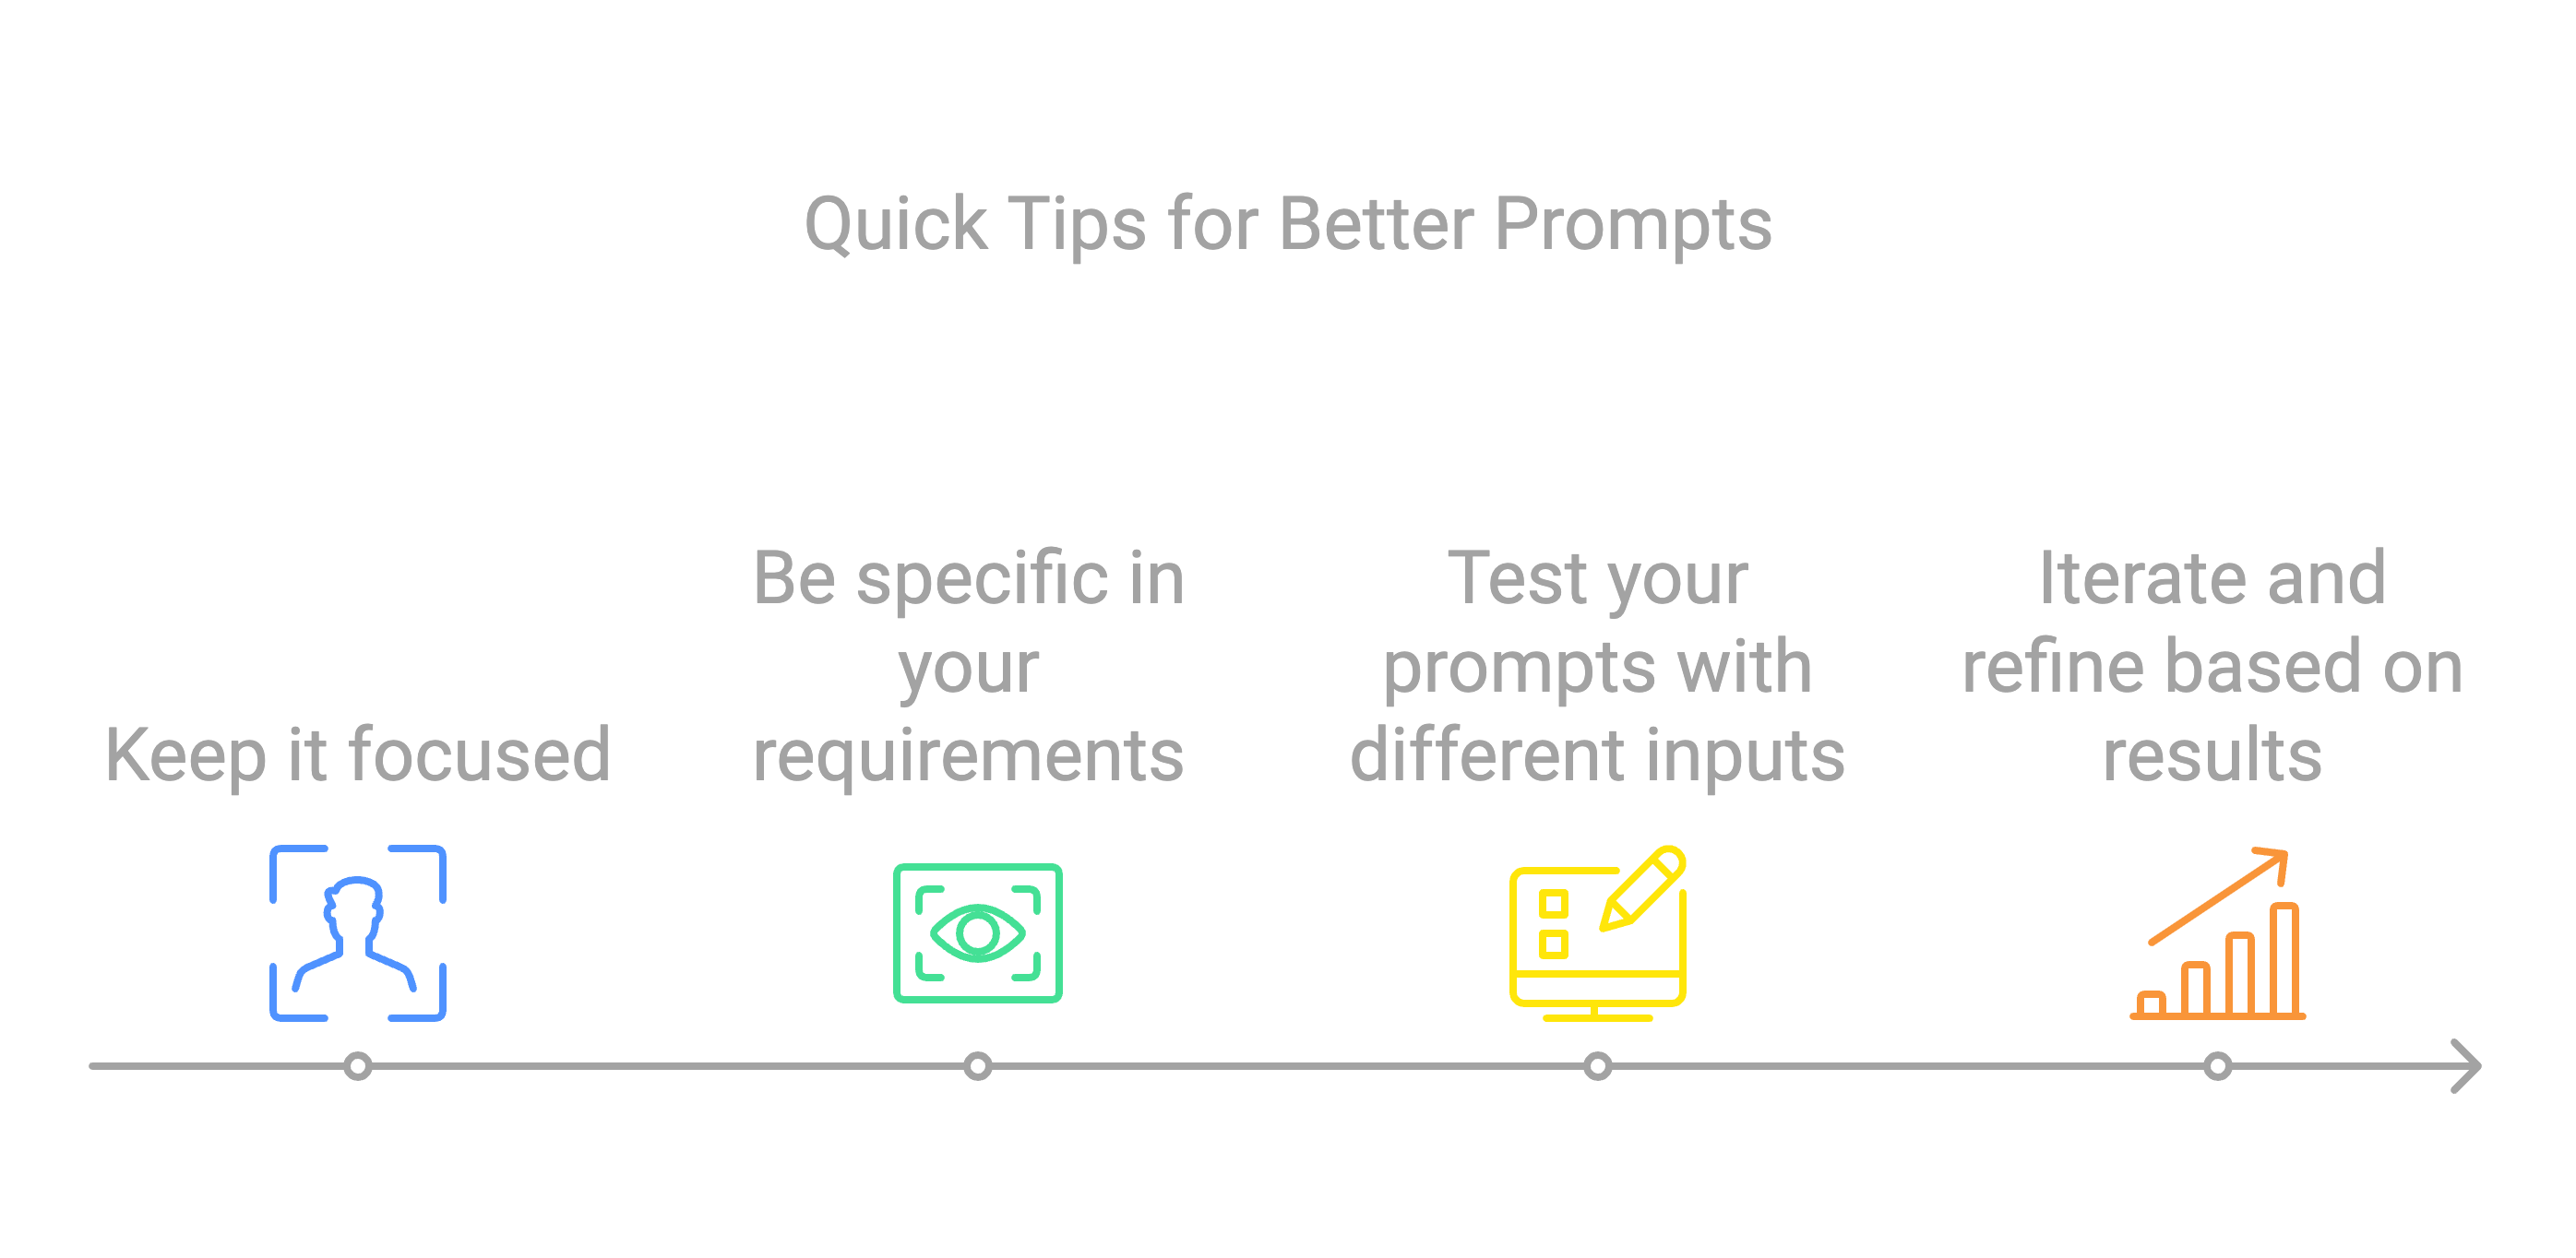 Quick Tips for Better Prompts
Keep it focused
Be specific in
your
requirements
Test your
prompts with
different inputs
Iterate and
refine based on
results